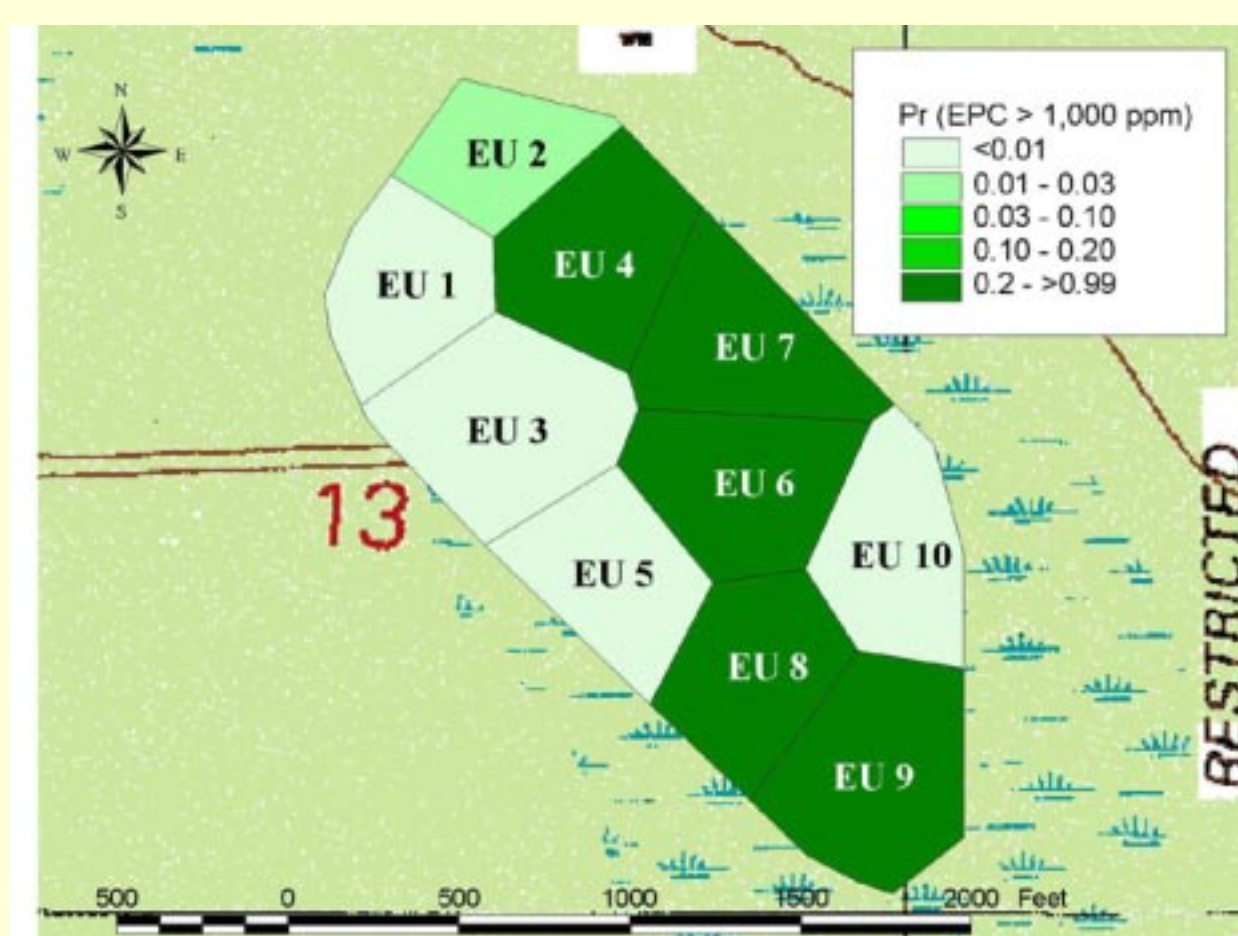 N
W E
S
Pr (EPC > 1,000 ppm)
<0.01
0.01 - 0.03
0.03 - 0.10
0.10 - 0.20
0.2 - >0.99
EU 2
EU 4
EU 1
EU 7
EU 3
EU 6
13
EU 10
EU 5
EU 8
EU 9
RESTRICTED
500 0 500 1000 1500 2000 Feet